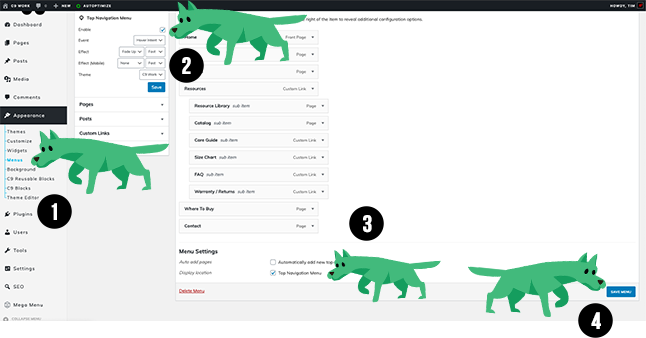 C9 WORK
NEW
AUTOPTIMIZE
HOWDY, TIM
Dashboard
Pages
Posts
Media
Comments
Appearance
Themes
Customize
Widgets
Menus
Background
C9 Reusable Blocks
C9 Blocks
Theme Editor
Plugins
Users
Tools
Settings
SEO
Mega Menu
COLLAPSE MENU
Top Navigation Menu
Enable
Event Hover Intent
Effect Fade Up Fast
Effect (Mobile) None Fast
Theme C9 Work
Save
Pages
Posts
Custom Links
1
2
right of the item to reveal additional configuration options.
Home Front Page
Page
Page
Resources Custom Link
Resource Library sub item Page
Catalog sub item Page
Care Guide sub item Custom Link
Size Chart sub item Custom Link
FAQ sub item Custom Link
Warranty / Returns sub item Custom Link
Where To Buy Page
Contact Page
3
Menu Settings
Auto add pages Automatically add new top
Display location Top Navigation Menu
Delete Menu
SAVE MENU
4